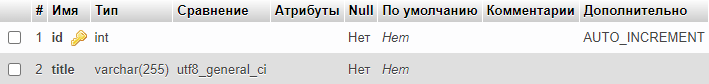 # Имя Тип Сравнение Атрибуты Null По умолчанию Комментарии Дополнительно
1 id int Нет Нет AUTO_INCREMENT
2 title varchar(255) utf8_general_ci Нет Нет